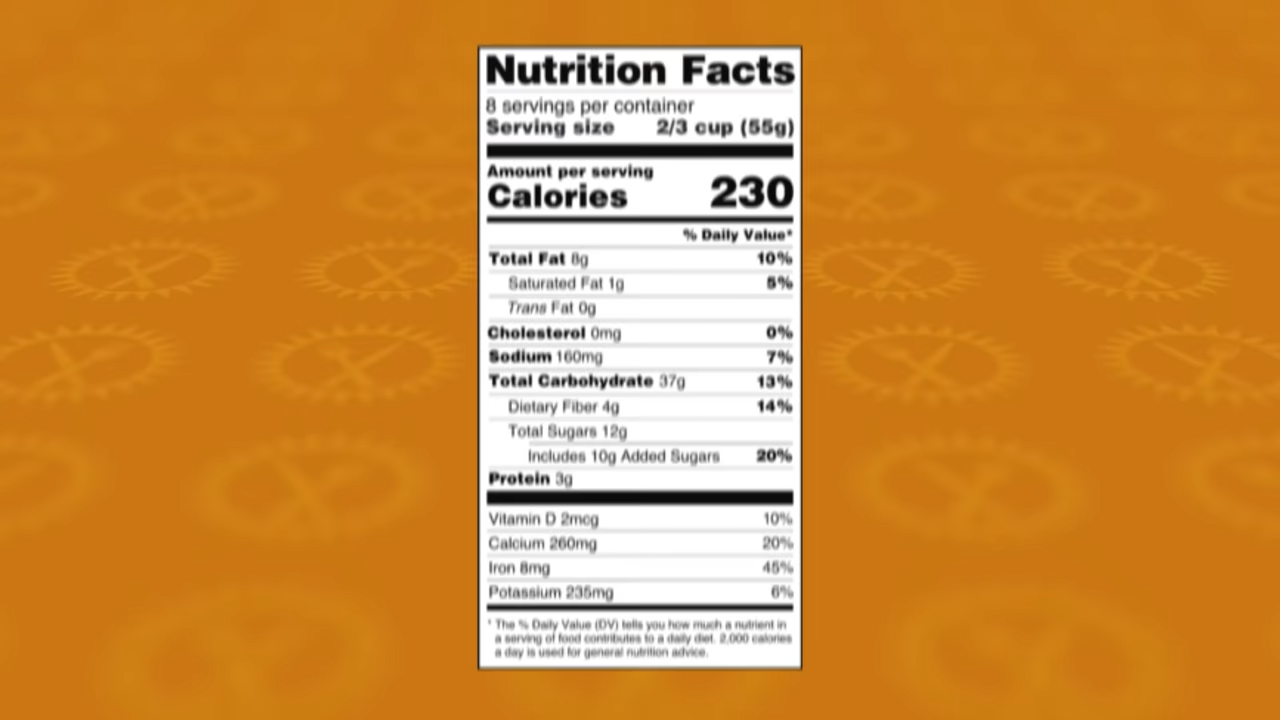 Nutrition Facts
8 servings per container
Serving size 2/3 cup (55g)
Amount per serving
Calories 230
% Daily Value*
Total Fat 8g 10%
Saturated Fat 1g 5%
Trans Fat 0g
Cholesterol 0mg 0%
Sodium 160mg 7%
Total Carbohydrate 37g 13%
Dietary Fiber 4g 14%
Total Sugars 12g
Includes 10g Added Sugars 20%
Protein 3g
Vitamin D 2mcg 10%
Calcium 260mg 20%
Iron 8mg 45%
Potassium 235mg 6%
* The % Daily Value (DV) tells you how much a nutrient in
a serving of food contributes to a daily diet. 2,000 calories
a day is used for general nutrition advice.